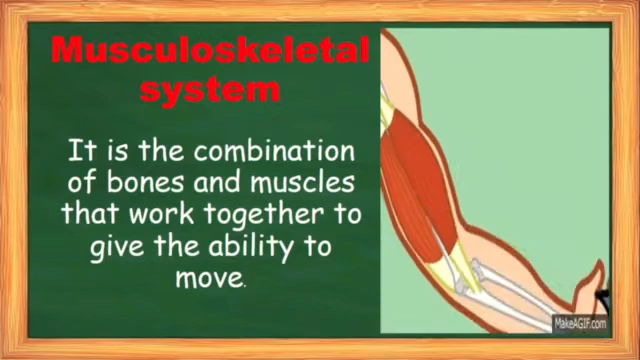 Musculoskeletal
system
It is the combination
of bones and muscles
that work together to
give the ability to
move.
MakeAGIF.com